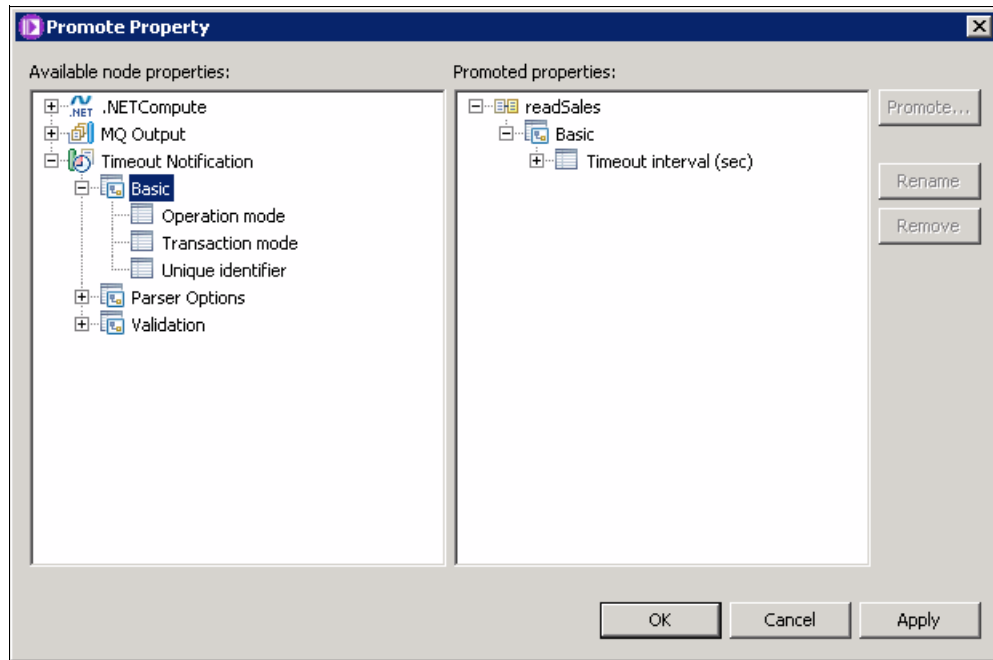 Promote Property
Available node properties:
Promoted properties:
.NET .NETCompute
MQ Output
Timeout Notification
Basic
Operation mode
Transaction mode
Unique identifier
Parser Options
Validation
readSales
Basic
Timeout interval (sec)
Promote...
Rename
Remove
OK
Cancel
Apply